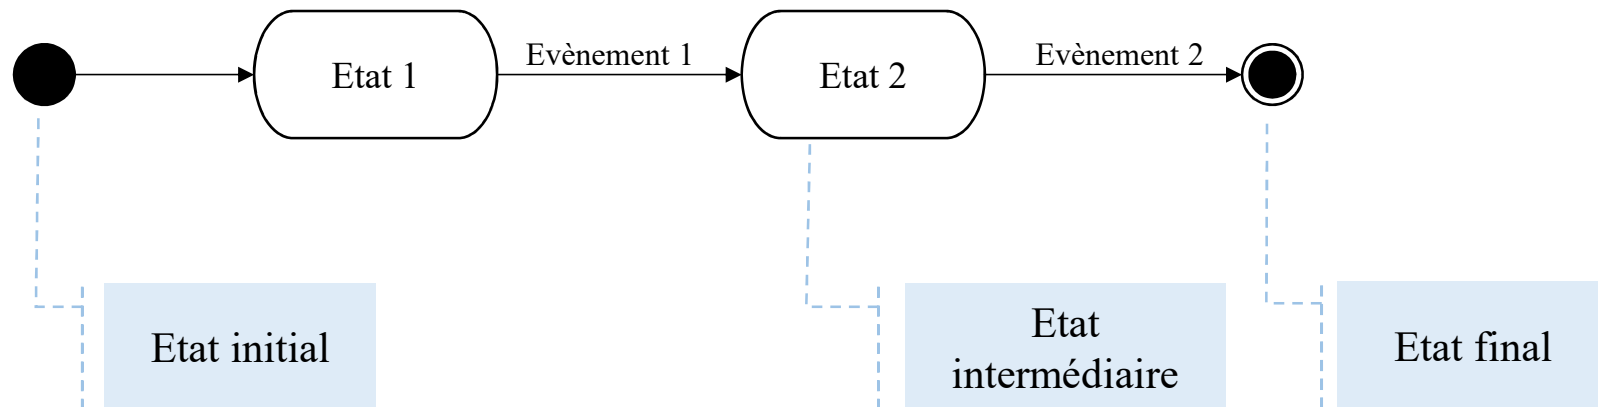 Etat 1
Evènement 1
Etat 2
Evènement 2
Etat initial
Etat
intermédiaire
Etat final